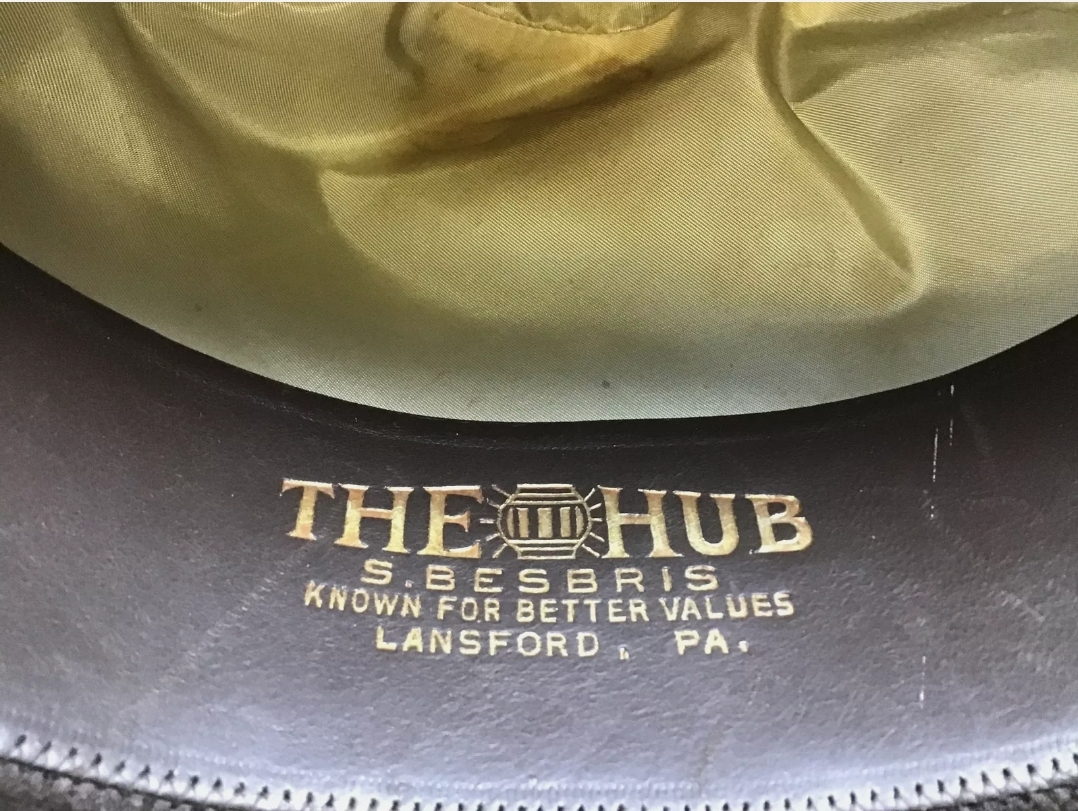 THE HUB
S. BESBRIS
KNOWN FOR BETTER VALUES
LANSFORD, PA.